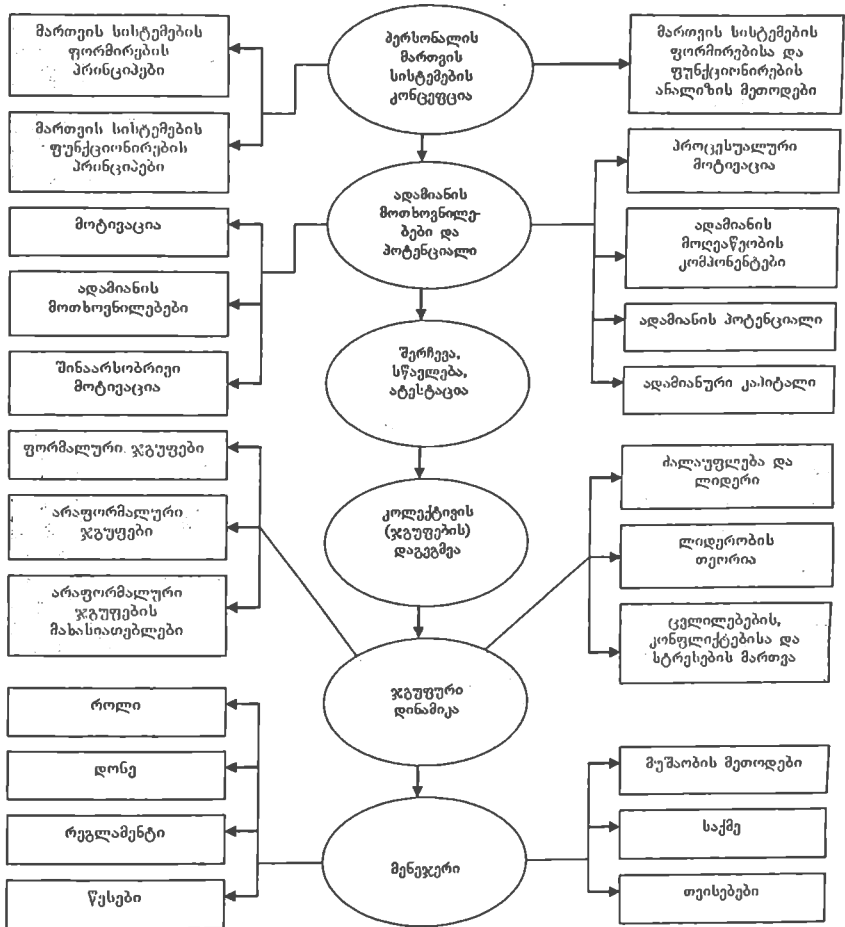 მართვის სისტემების
ფორმირების
პრინციპები
პერსონალის
მართვის
სისტემების
კონცეფცია
მართვის სისტემების
ფორმირებისა და
ფუნქციონირების
ანალიზის მეთოდები
მართვის სისტემების
ფუნქციონირების
პრინციპები
პროცესუალური
მოტივაცია
მოტივაცია
ადამიანის
მოთხოვნილე-
ბები და
პოტენციალი
ადამიანის
მოღვაწეობის
კომპონენტები
ადამიანის
მოთხოვნილებები
ადამიანის პოტენციალი
შინაარსობრივი
მოტივაცია
შერჩევა,
სწავლება,
ატესტაცია
ადამიანური კაპიტალი
ფორმალური ჯგუფები
ძალაუფლება და
ლიდერი
არაფორმალური
ჯგუფები
კოლექტივის
(ჯგუფების)
დაგეგმვა
ლიდერობის
თეორია
არაფორმალური
ჯგუფების
მახასიათებლები
ცვლილებების,
კონფლიქტებისა და
სტრესების მართვა
როლი
ჯგუფური
დინამიკა
დონე
მუშაობის მეთოდები
რეგლამენტი
საქმე
წესები
მენეჯერი
თვისებები